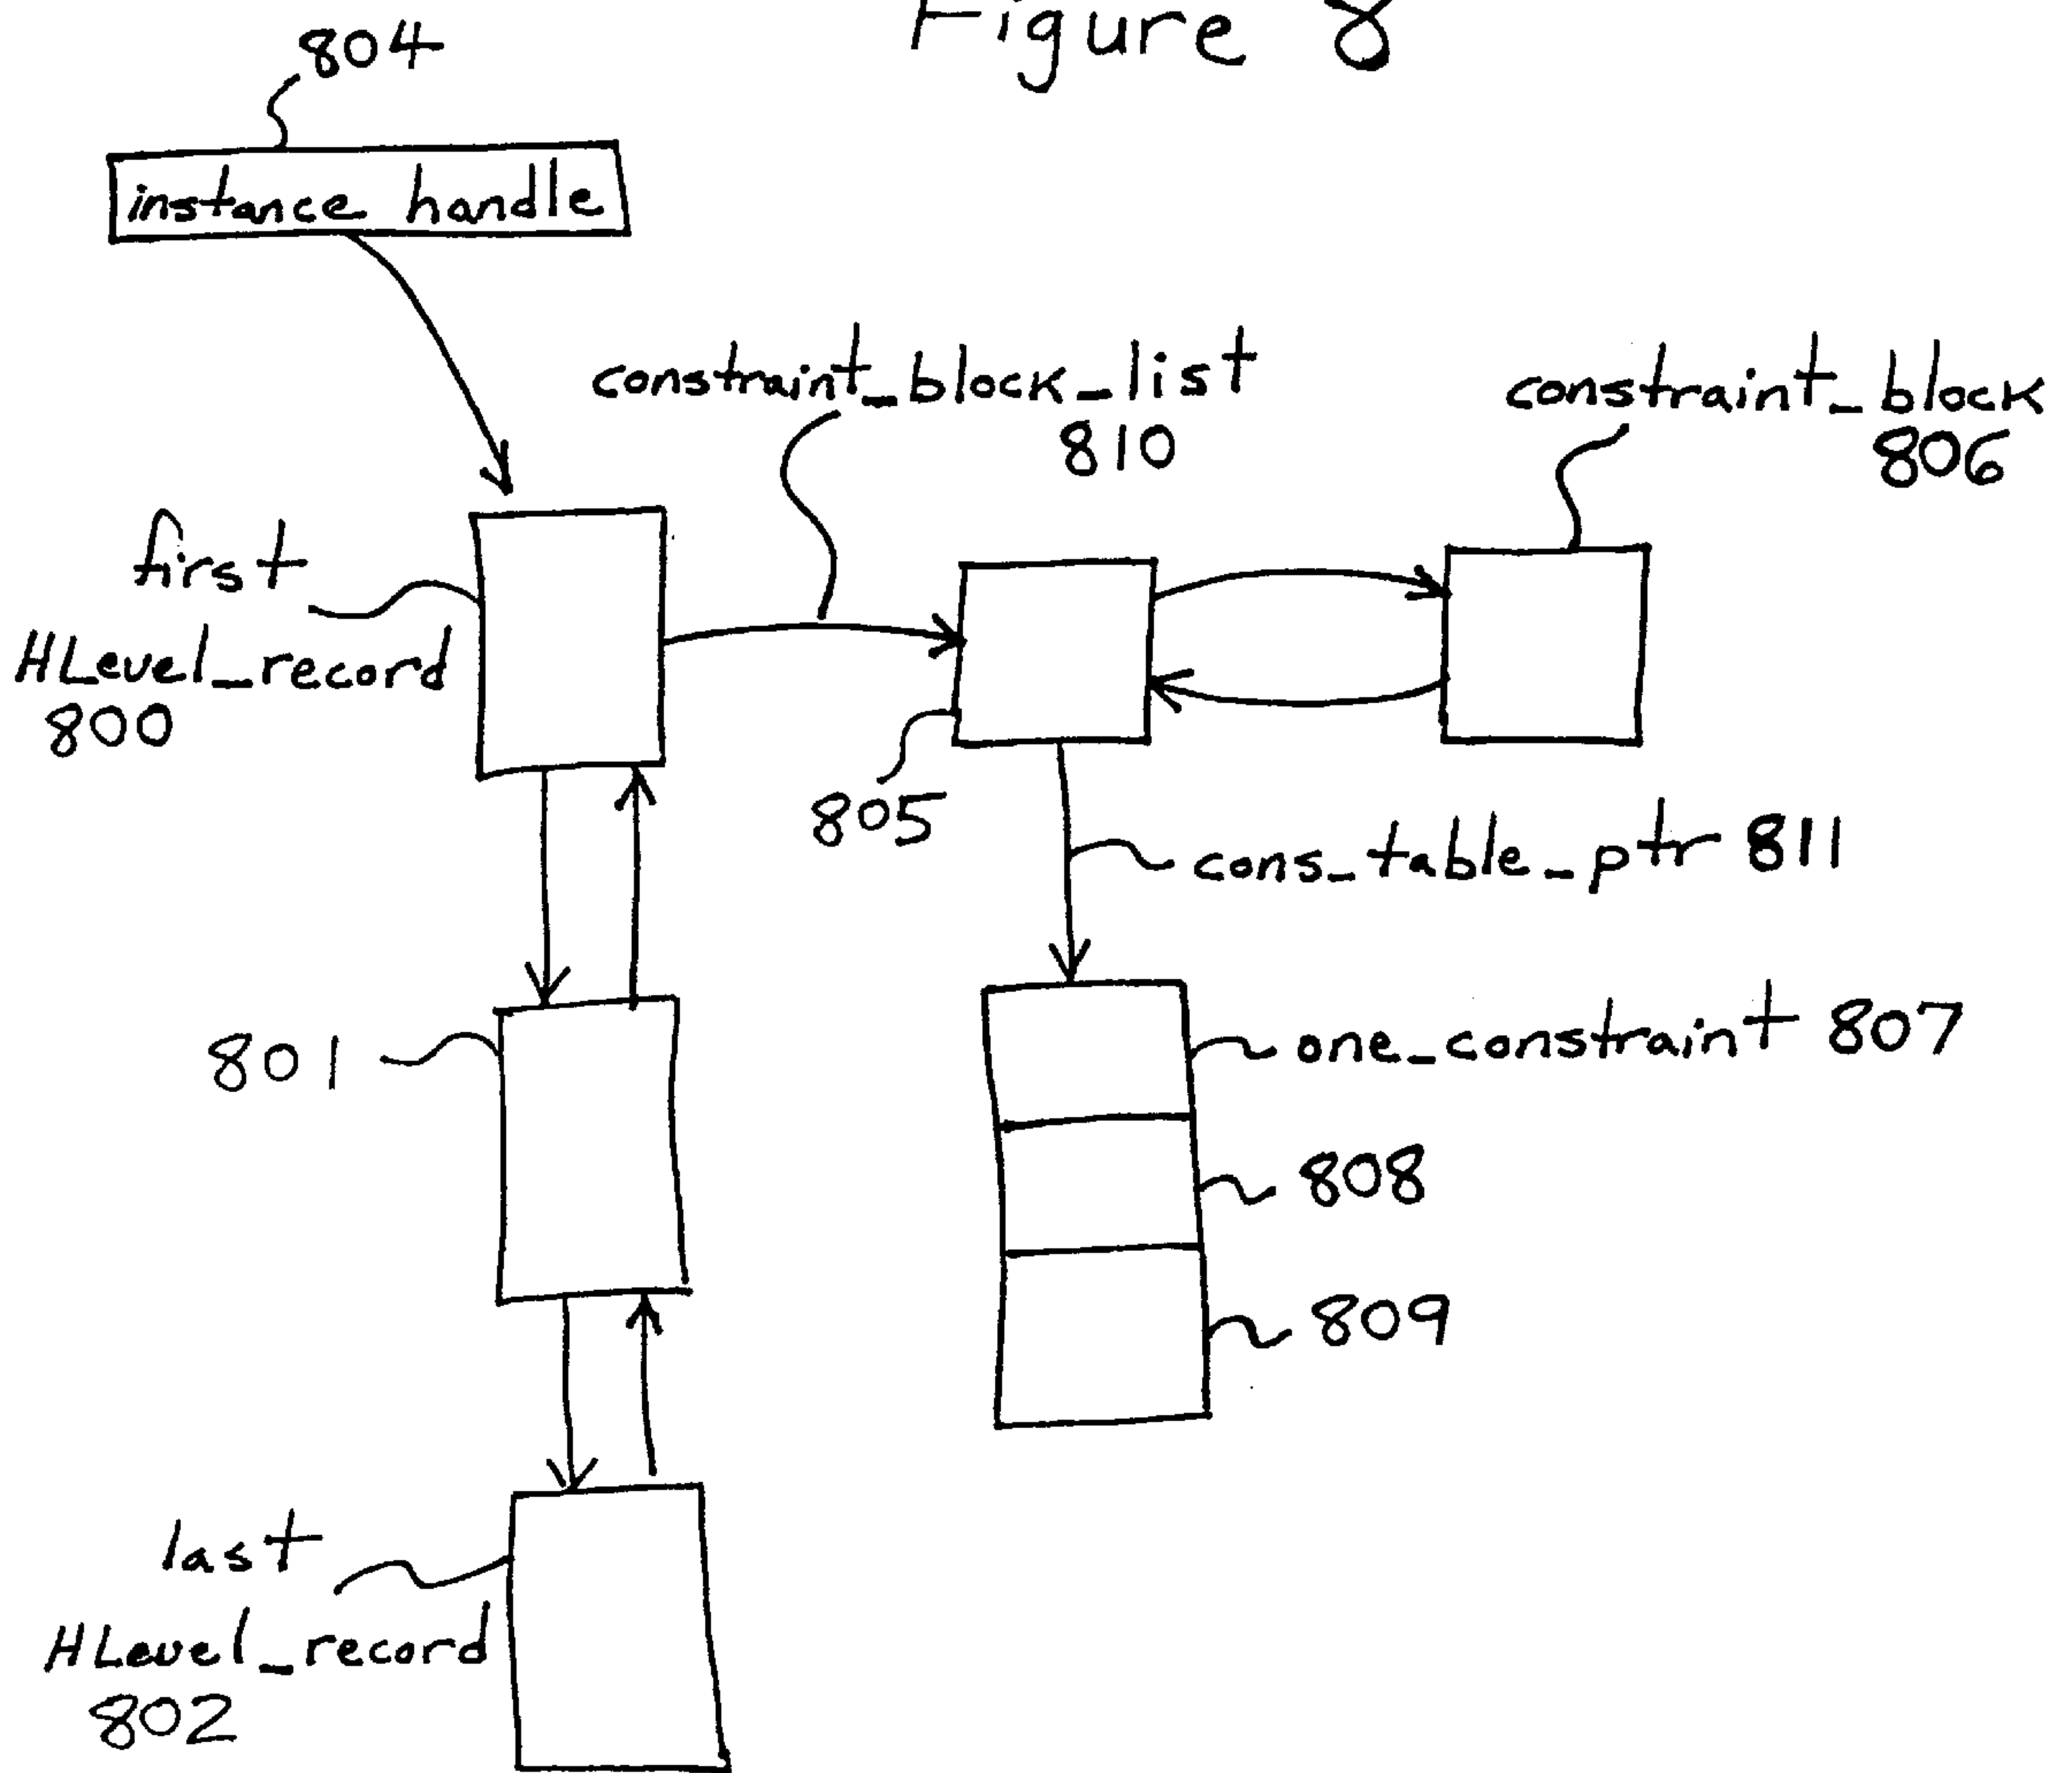 Figure 8
804
instance handle
constraint_block_list
810
constraint_block
806
first
HLevel_record
800
805
cons_table_ptr 811
801
one_constraint 807
808
809
last
HLevel_record
802